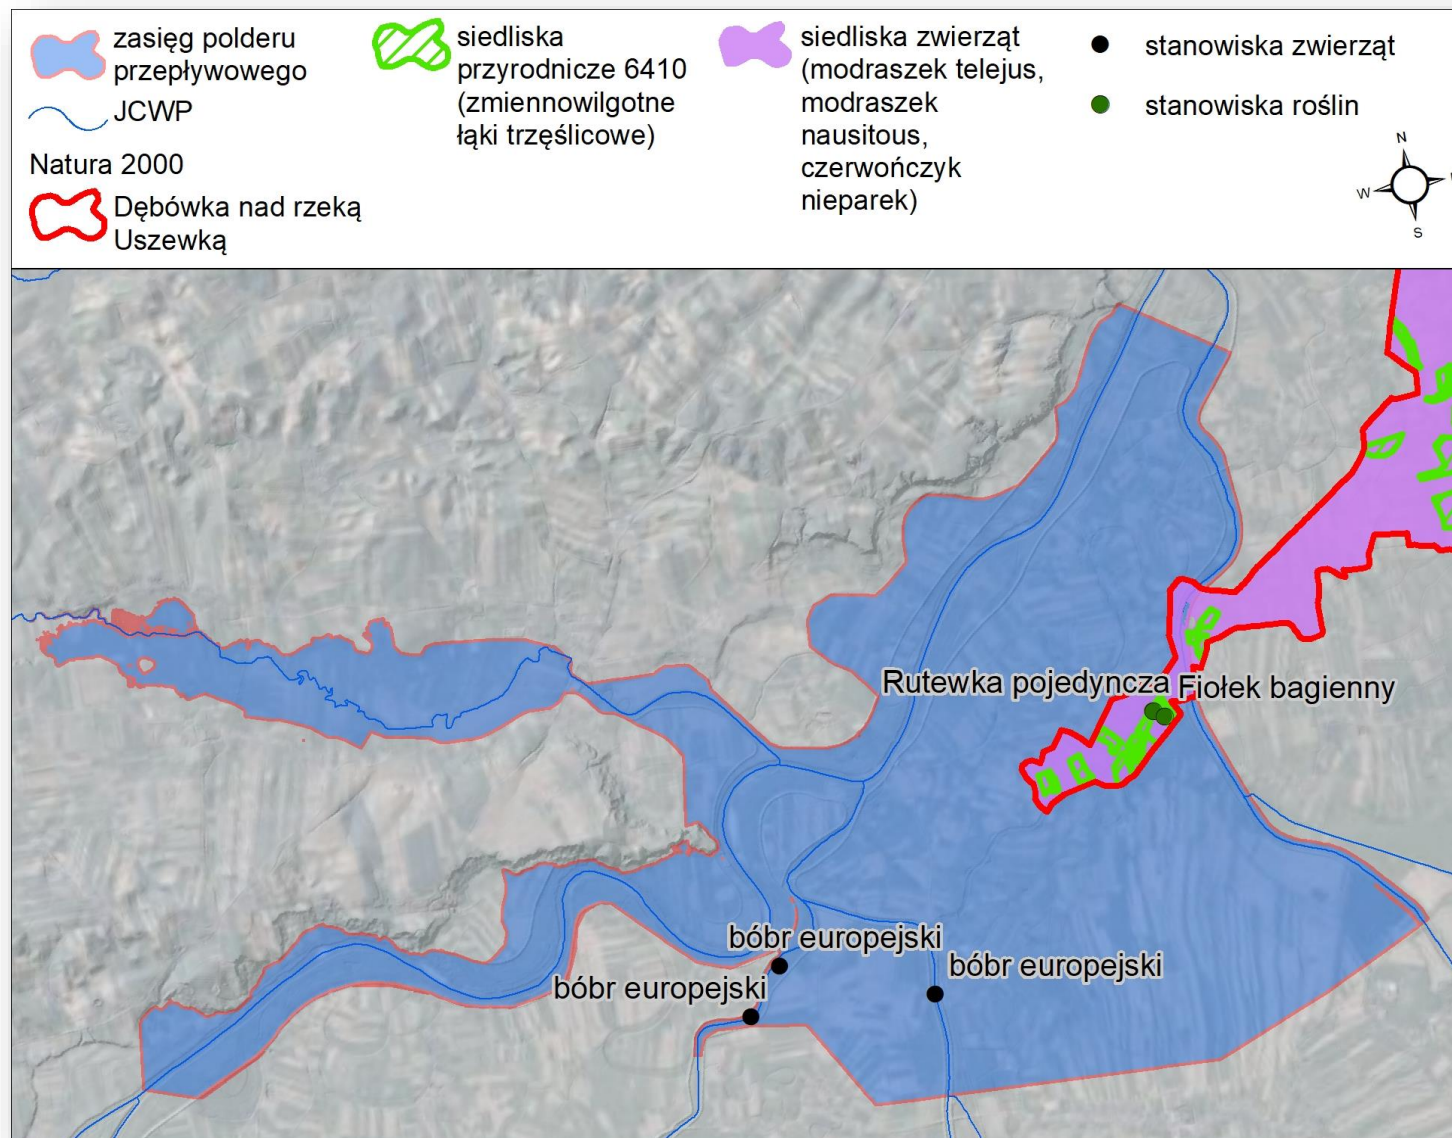 zasięg polderu
przepływowego
JCWP
Natura 2000
Dębówka nad rzeką
Uszewką
siedliska
przyrodnicze 6410
(zmiennowilgotne
łąki trzęślicowe)
siedliska zwierząt
(modraszek telejus,
modraszek
nausitous,
czerwończyk
nieparek)
stanowiska zwierząt
stanowiska roślin
N
W
S
Rutewka pojedyncza
Fiołek bagienny
bóbr europejski
bóbr europejski
bóbr europejski